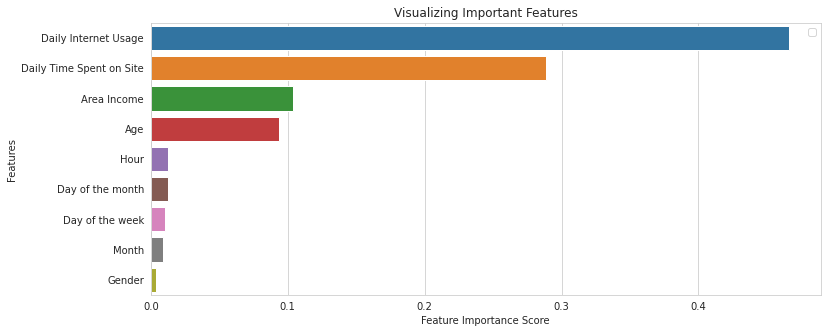 Visualizing Important Features
Daily Internet Usage
Daily Time Spent on Site
Area Income
Age
Hour
Day of the month
Day of the week
Month
Gender
Features
0.0 0.1 0.2 0.3 0.4
Feature Importance Score